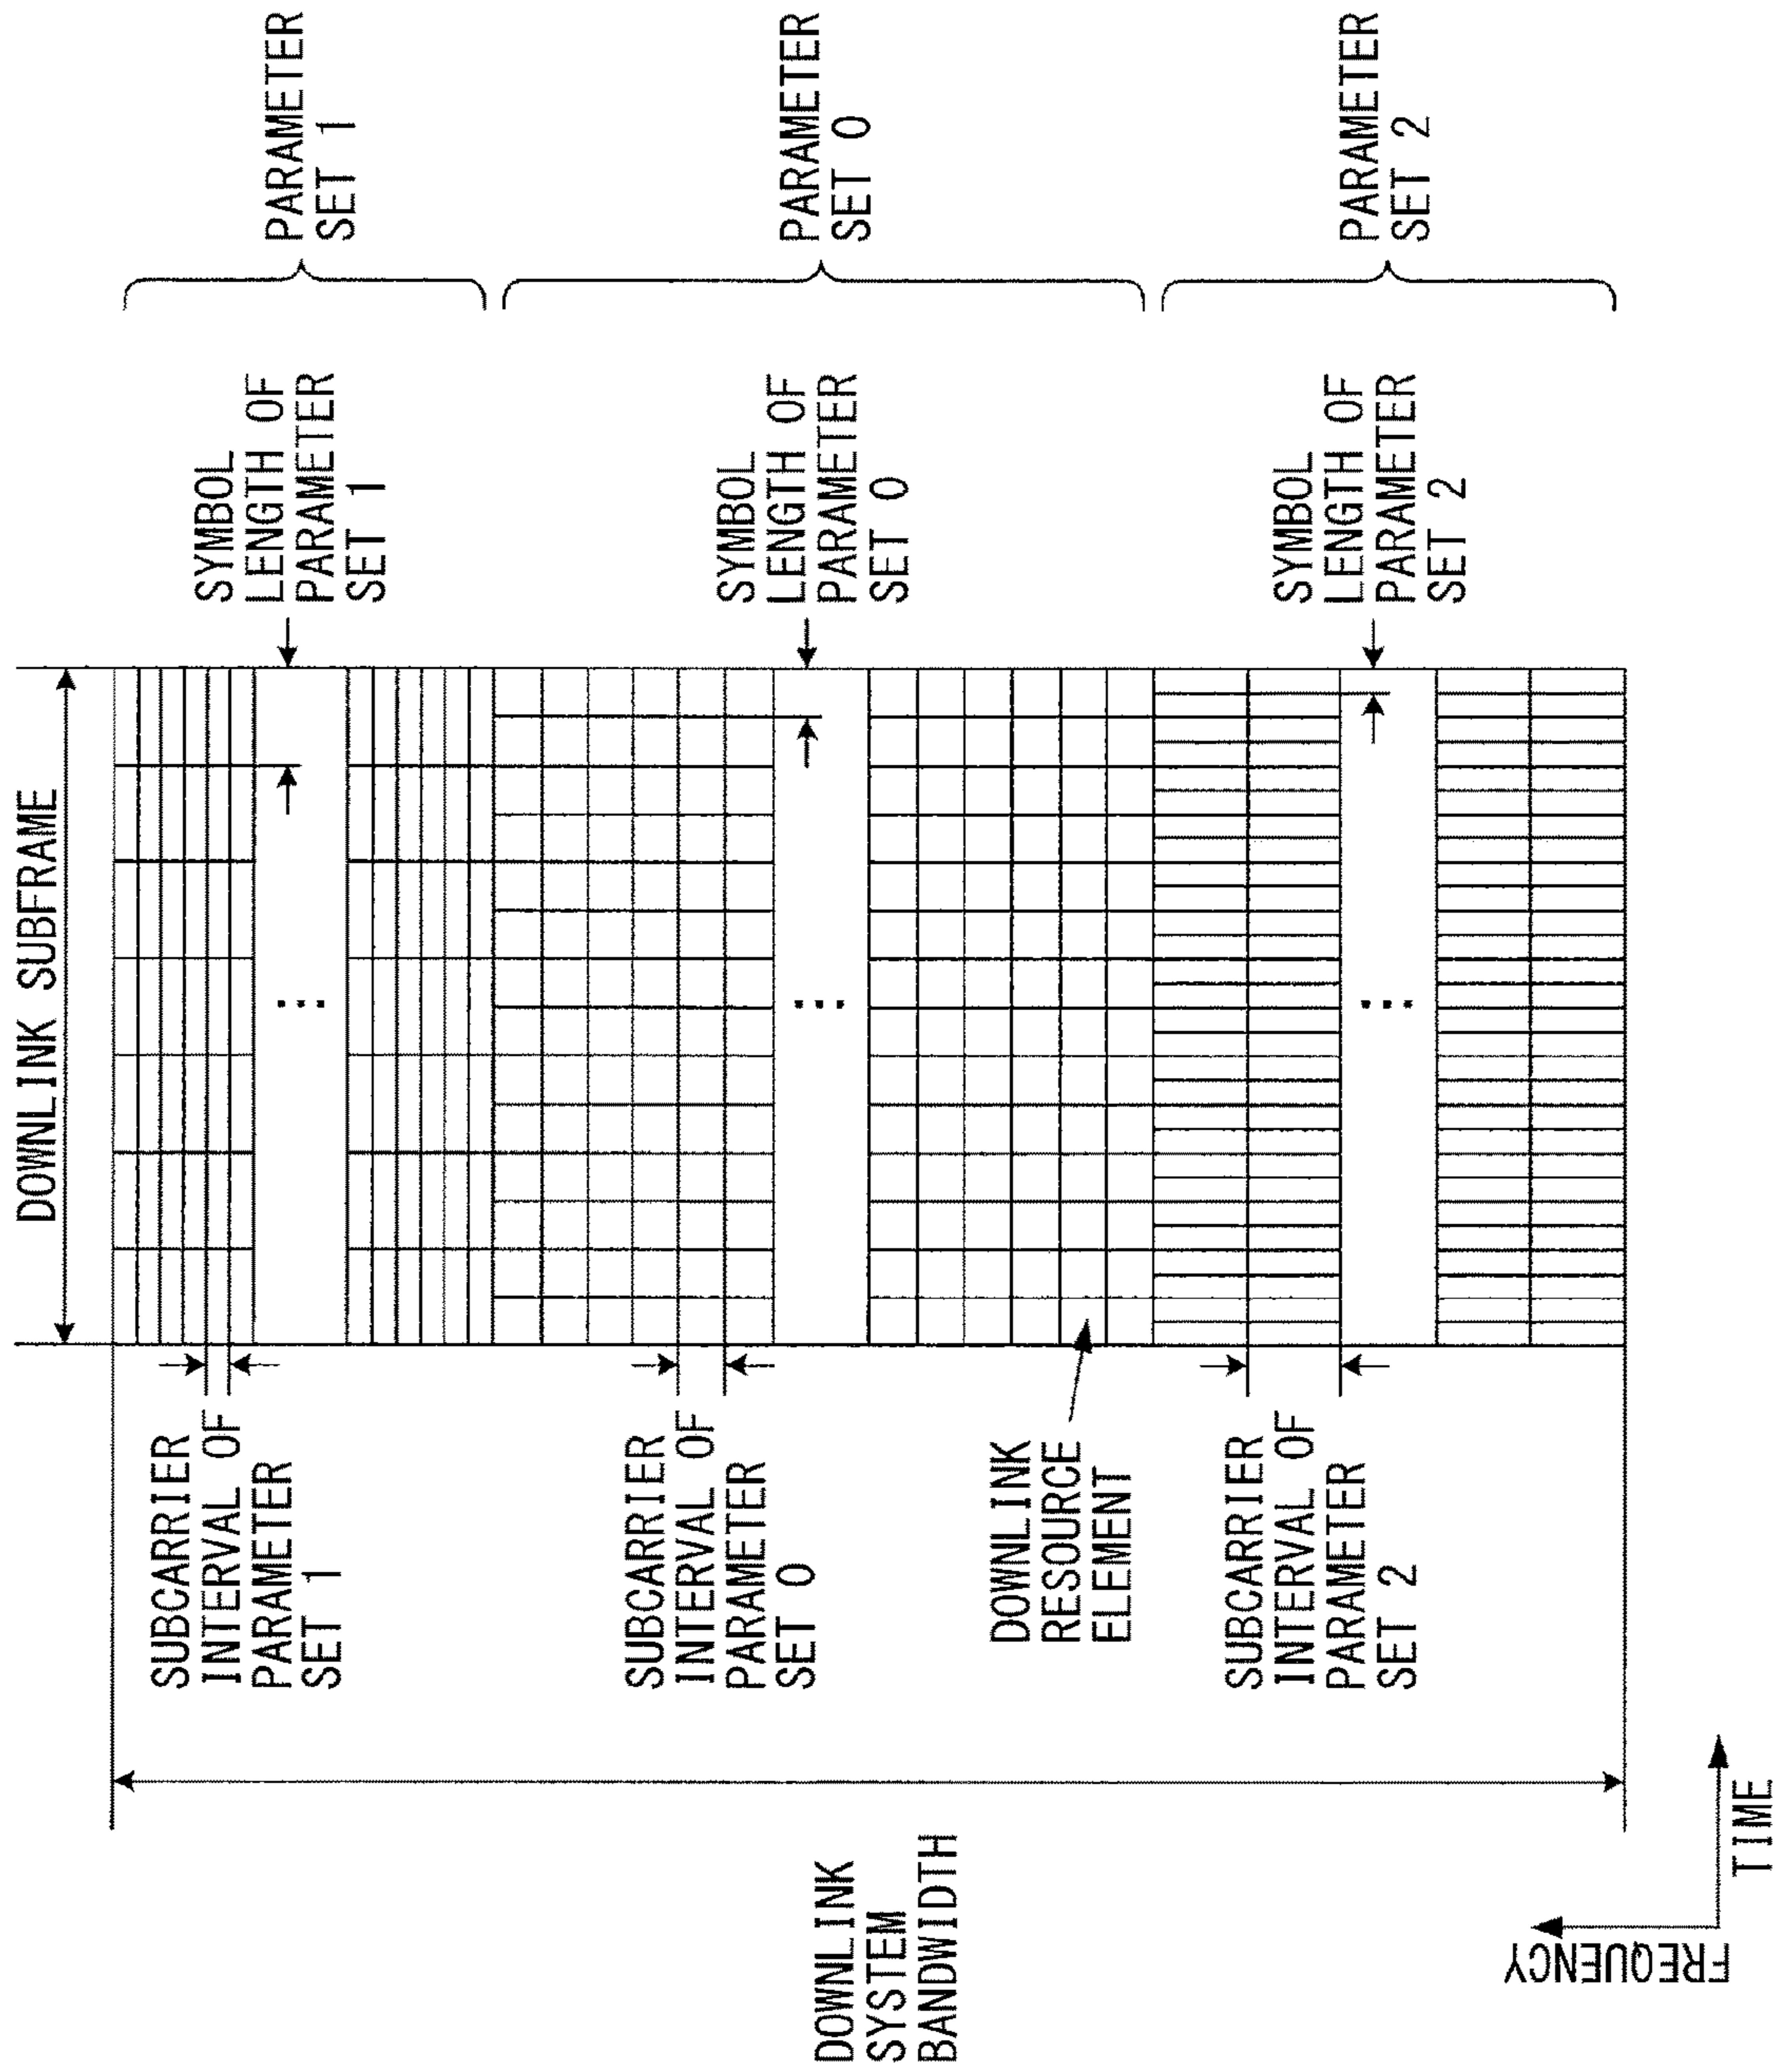 DOWNLINK SUBFRAME
SUBCARRIER
INTERVAL OF
PARAMETER
SET 1
SYMBOL
LENGTH OF
PARAMETER
SET 1
PARAMETER
SET 1
...
SUBCARRIER
INTERVAL OF
PARAMETER
SET 0
SYMBOL
LENGTH OF
PARAMETER
SET 0
PARAMETER
SET 0
...
DOWNLINK
SYSTEM
BANDWIDTH
DOWNLINK
RESOURCE
ELEMENT
SUBCARRIER
INTERVAL OF
PARAMETER
SET 2
SYMBOL
LENGTH OF
PARAMETER
SET 2
PARAMETER
SET 2
...
FREQUENCY
TIME